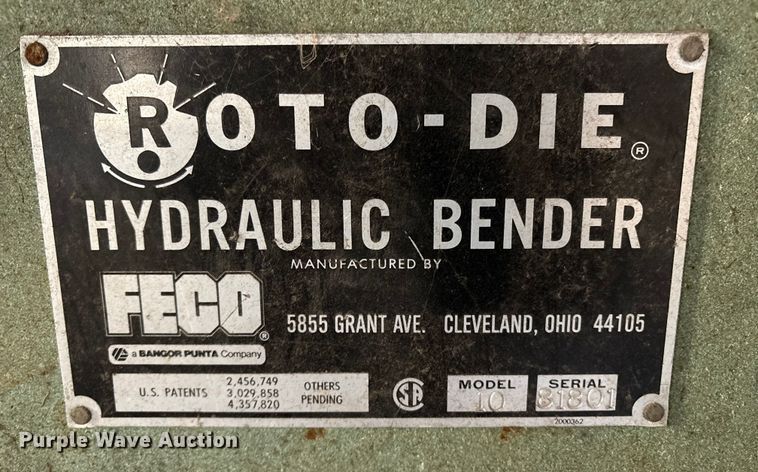 ROTO-DIE ®
HYDRAULIC BENDER
MANUFACTURED BY
FECO ®
5855 GRANT AVE. CLEVELAND, OHIO 44105
a BANGOR PUNTA Company
U.S. PATENTS 2,456,749 3,029,858 4,357,820 OTHERS PENDING
SA MODEL 10 SERIAL 81801
2000362
Purple Wave Auction